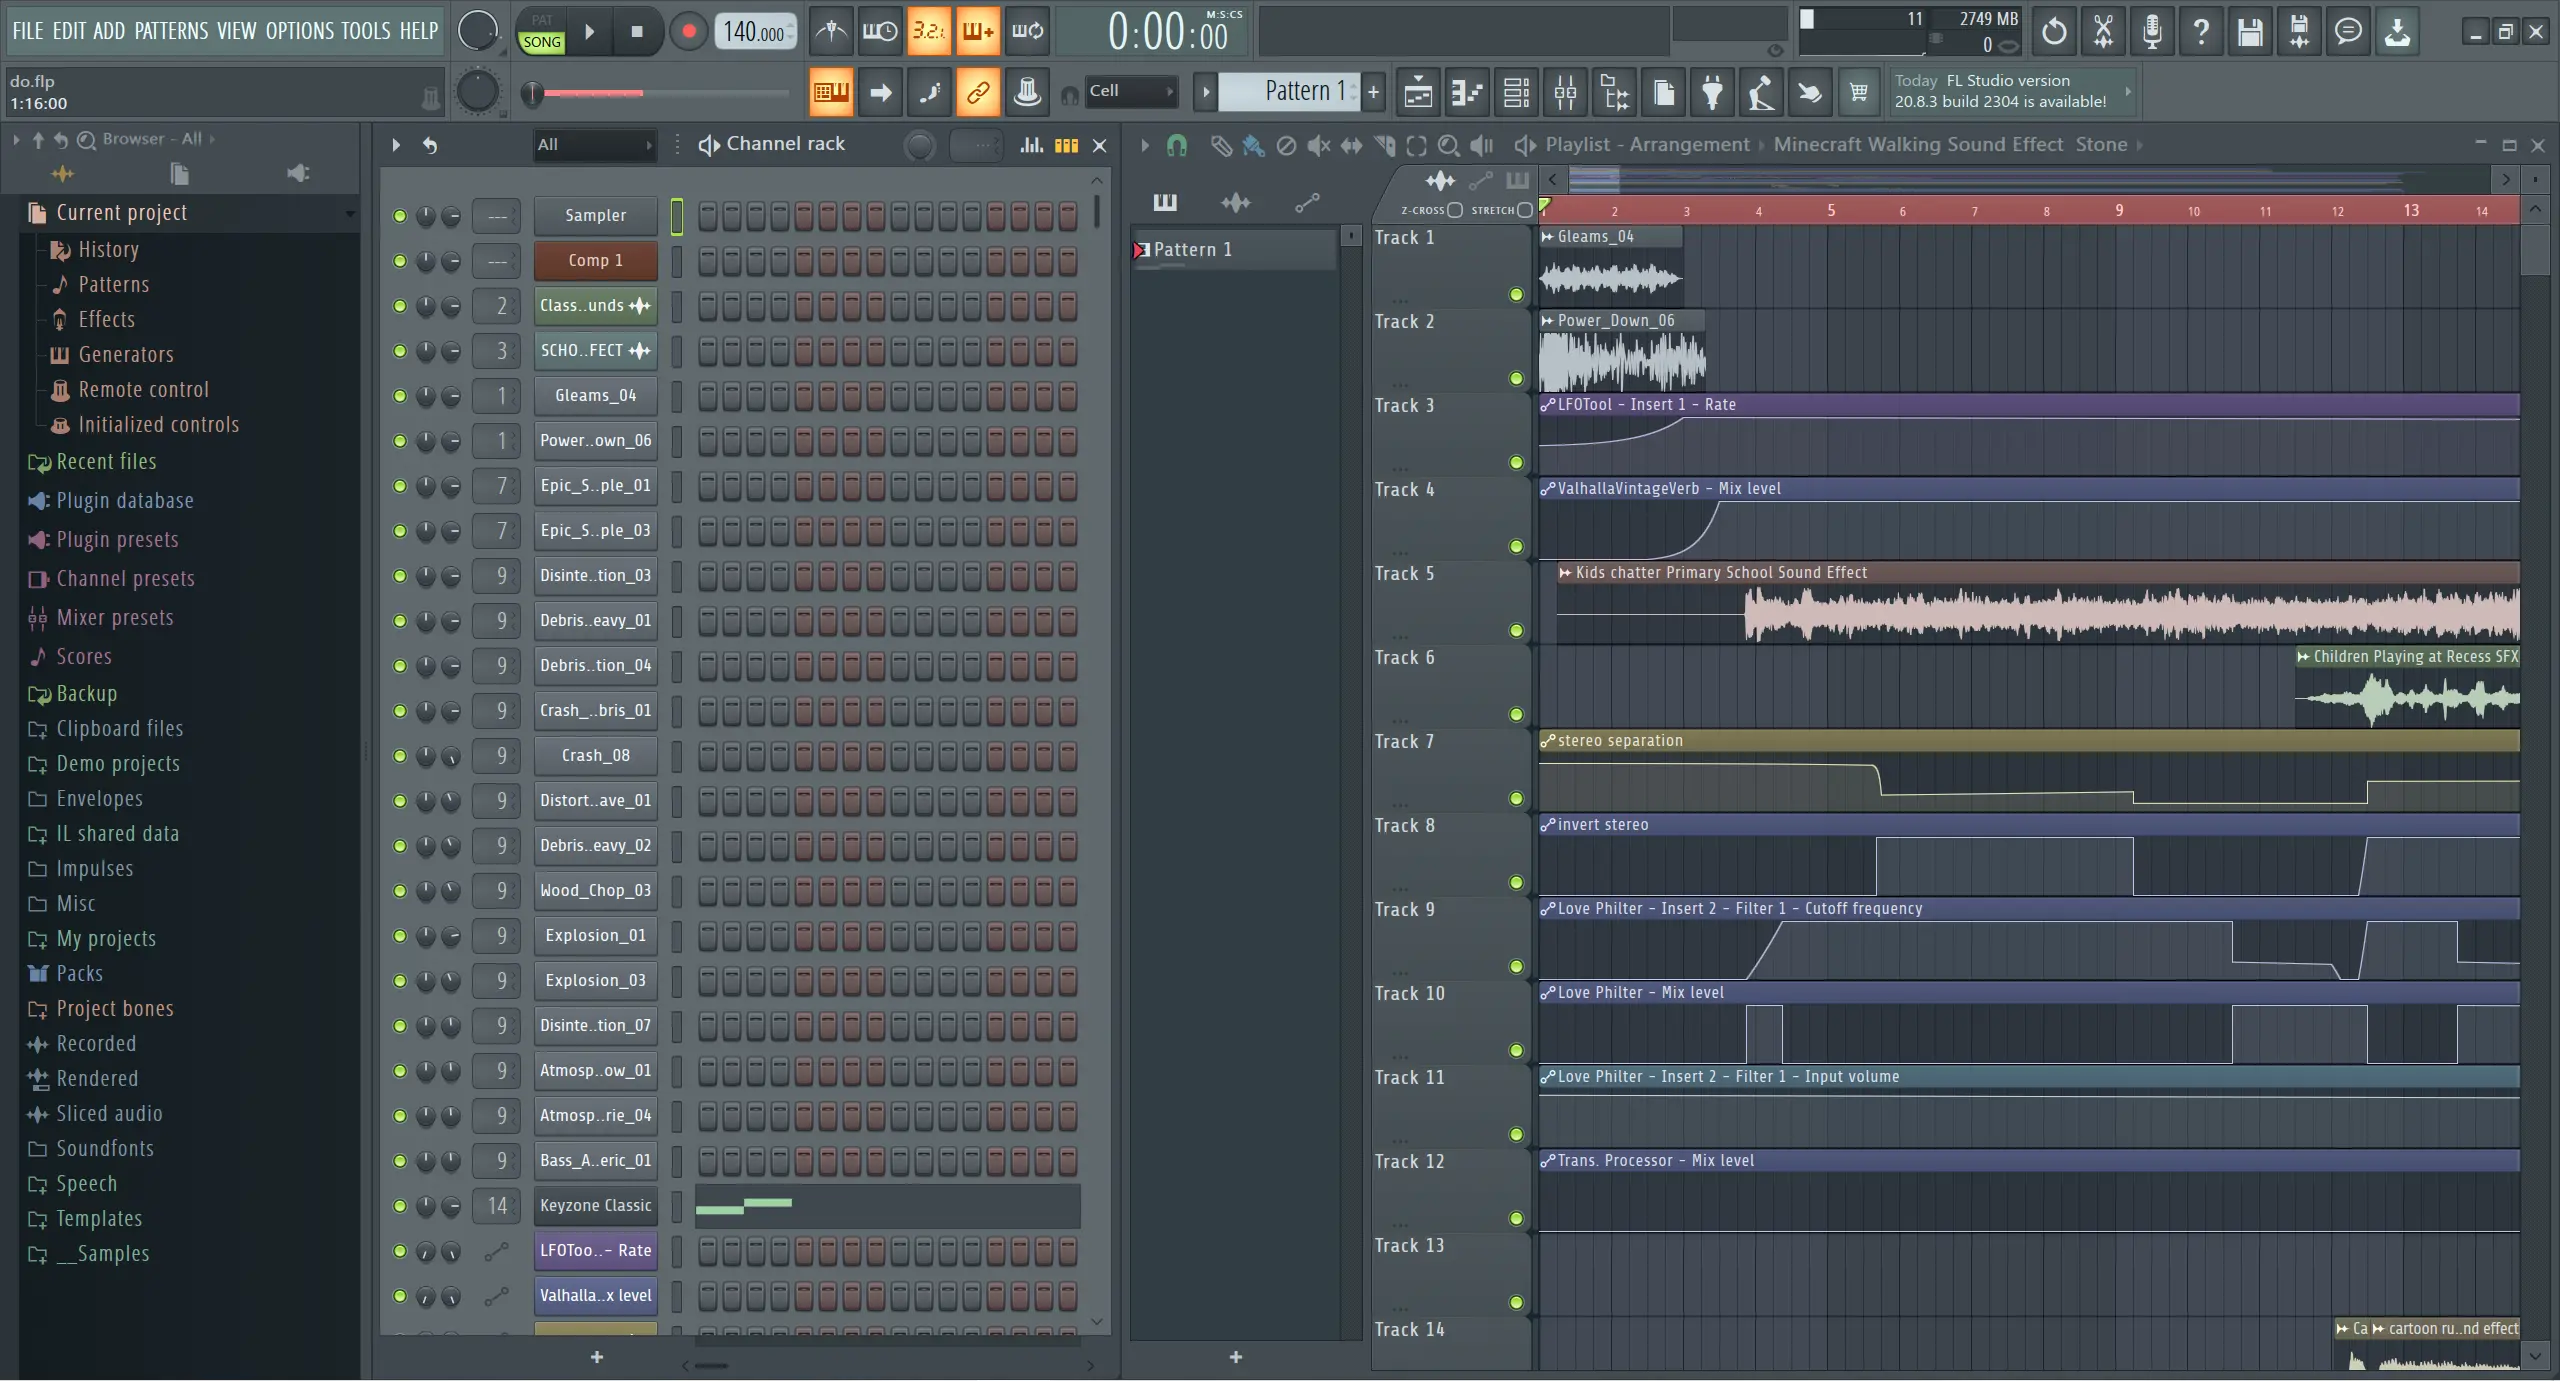 FILE EDIT ADD PATTERNS VIEW OPTIONS TOOLS HELP
PAT
SONG
140.000
3.2.
0:00:00
M:S:CS
11
2749 MB
0
do.flp
1:16:00
Cell
Pattern 1
+
Today FL Studio version
20.8.3 build 2304 is available!
Browser - All
All
Channel rack
Playlist - Arrangement
Minecraft Walking Sound Effect Stone
Current project
History
Patterns
Effects
Generators
Remote control
Initialized controls
Recent files
Plugin database
Plugin presets
Channel presets
Mixer presets
Scores
Backup
Clipboard files
Demo projects
Envelopes
IL shared data
Impulses
Misc
My projects
Packs
Project bones
Recorded
Rendered
Sliced audio
Soundfonts
Speech
Templates
__Samples
--- Sampler
--- Comp 1
2 Class..unds
3 SCHO..FECT
1 Gleams_04
1 Power..own_06
7 Epic_S..ple_01
7 Epic_S..ple_03
9 Disinte..tion_03
9 Debris..eavy_01
9 Debris..tion_04
9 Crash_..bris_01
9 Crash_08
9 Distort..ave_01
9 Debris..eavy_02
9 Wood_Chop_03
9 Explosion_01
9 Explosion_03
9 Disinte..tion_07
9 Atmosp..ow_01
9 Atmosp..rie_04
9 Bass_A..eric_01
14 Keyzone Classic
LFOToo..- Rate
Valhalla..x level
+
Pattern 1
+
Z-CROSS STRETCH
1 2 3 4 5 6 7 8 9 10 11 12 13 14
Track 1
Gleams_04
Track 2
Power_Down_06
Track 3
LFOTool - Insert 1 - Rate
Track 4
ValhallaVintageVerb - Mix level
Track 5
Kids chatter Primary School Sound Effect
Track 6
Children Playing at Recess SFX
Track 7
stereo separation
Track 8
invert stereo
Track 9
Love Philter - Insert 2 - Filter 1 - Cutoff frequency
Track 10
Love Philter - Mix level
Track 11
Love Philter - Insert 2 - Filter 1 - Input volume
Track 12
Trans. Processor - Mix level
Track 13
Track 14
Ca
cartoon ru..nd effect